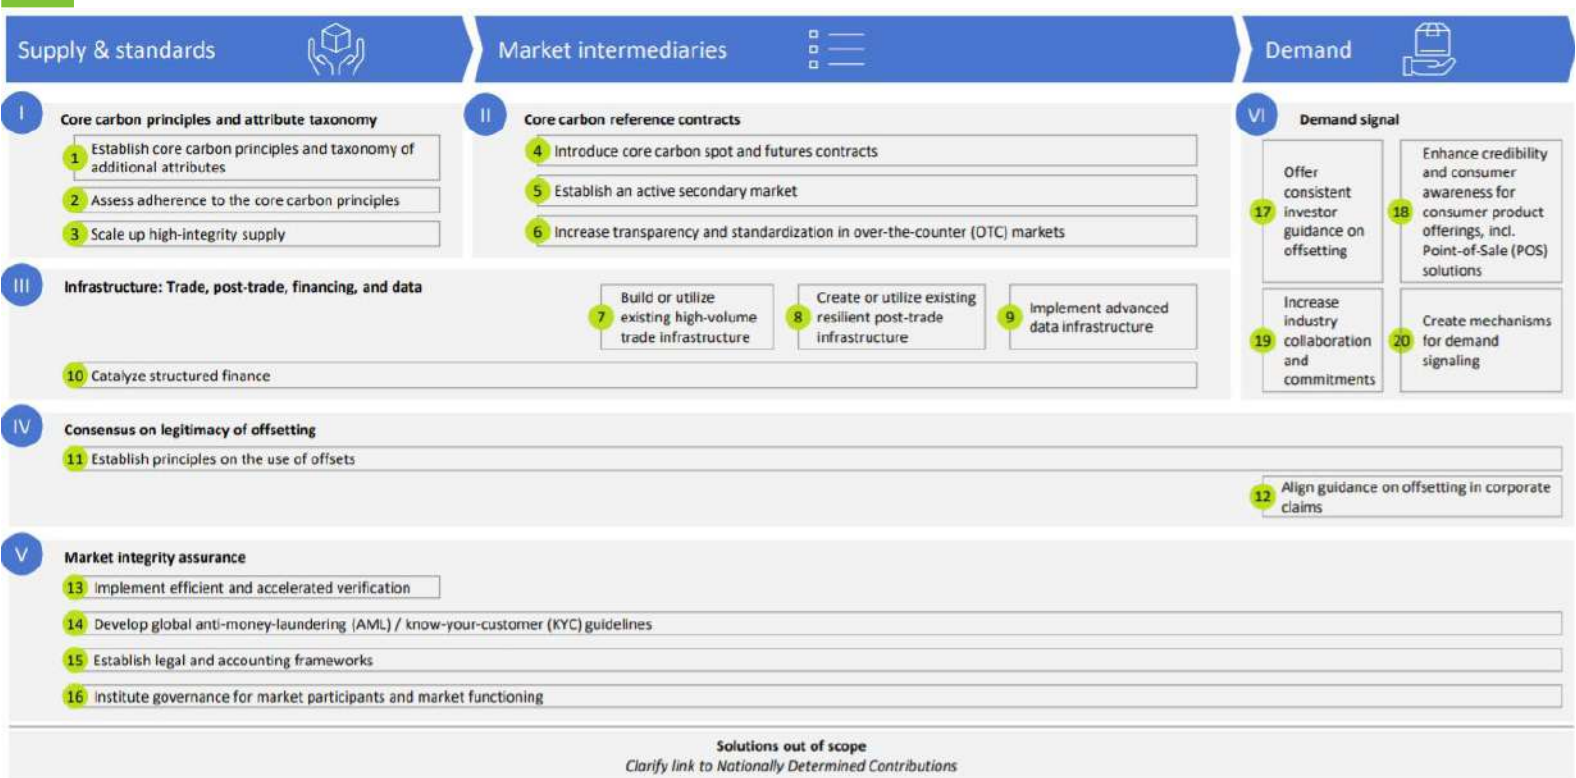 Supply & standards
Market intermediaries
Demand
I
Core carbon principles and attribute taxonomy
1
Establish core carbon principles and taxonomy of
additional attributes
2
Assess adherence to the core carbon principles
3
Scale up high-integrity supply
II
Core carbon reference contracts
4
Introduce core carbon spot and futures contracts
5
Establish an active secondary market
6
Increase transparency and standardization in over-the-counter (OTC) markets
VI
Demand signal
17
Offer
consistent
investor
guidance on
offsetting
18
Enhance credibility
and consumer
awareness for
consumer product
offerings, incl.
Point-of-Sale (POS)
solutions
19
Increase
industry
collaboration
and
commitments
20
Create mechanisms
for demand
signaling
III
Infrastructure: Trade, post-trade, financing, and data
7
Build or utilize
existing high-volume
trade infrastructure
8
Create or utilize existing
resilient post-trade
infrastructure
9
Implement advanced
data infrastructure
10
Catalyze structured finance
IV
Consensus on legitimacy of offsetting
11
Establish principles on the use of offsets
12
Align guidance on offsetting in corporate
claims
V
Market integrity assurance
13
Implement efficient and accelerated verification
14
Develop global anti-money-laundering (AML) / know-your-customer (KYC) guidelines
15
Establish legal and accounting frameworks
16
Institute governance for market participants and market functioning
Solutions out of scope
Clarify link to Nationally Determined Contributions